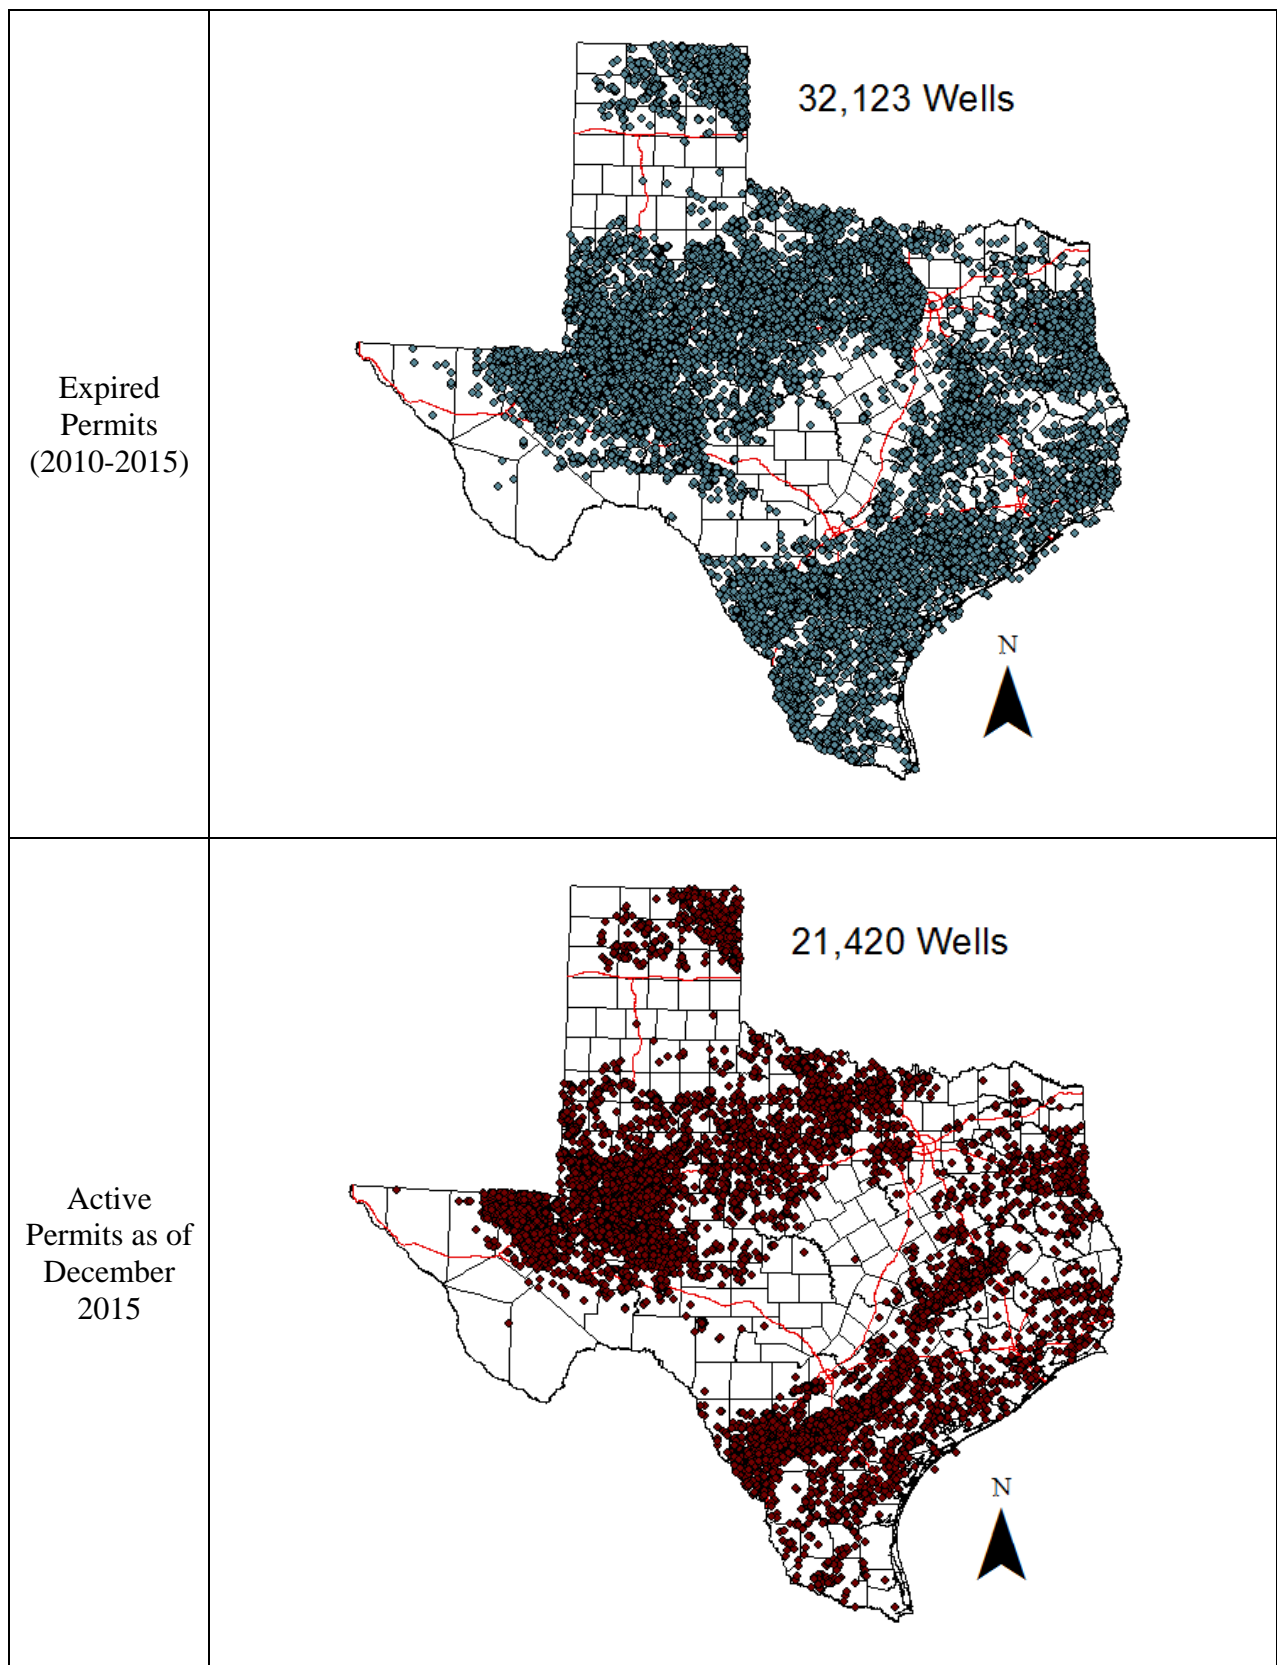 Expired
Permits
(2010-2015)
32,123 Wells
N
Active
Permits as of
December
2015
21,420 Wells
N